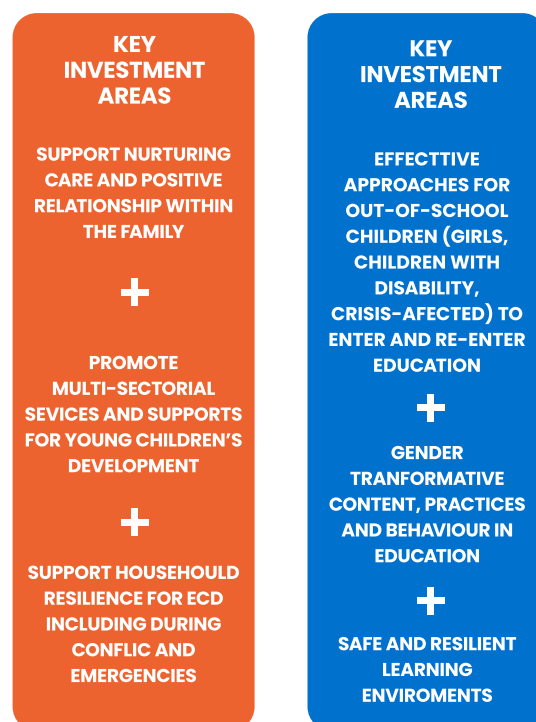 KEY
INVESTMENT
AREAS
SUPPORT NURTURING
CARE AND POSITIVE
RELATIONSHIP WITHIN
THE FAMILY
+
PROMOTE
MULTI-SECTORIAL
SEVICES AND SUPPORTS
FOR YOUNG CHILDREN’S
DEVELOPMENT
+
SUPPORT HOUSEHOULD
RESILIENCE FOR ECD
INCLUDING DURING
CONFLIC AND
EMERGENCIES
KEY
INVESTMENT
AREAS
EFFECTTIVE
APPROACHES FOR
OUT-OF-SCHOOL
CHILDREN (GIRLS,
CHILDREN WITH
DISABILITY,
CRISIS-AFECTED) TO
ENTER AND RE-ENTER
EDUCATION
+
GENDER
TRANFORMATIVE
CONTENT, PRACTICES
AND BEHAVIOUR IN
EDUCATION
+
SAFE AND RESILIENT
LEARNING
ENVIROMENTS